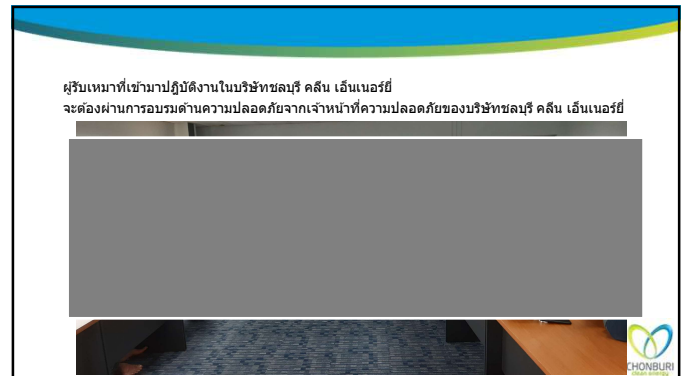 ผู้รับเหมาที่เข้ามาปฎิบัติงานในบริษัทชลบุรี คลีน เอ็นเนอร์ยี่
จะต้องผ่านการอบรมด้านความปลอดภัยจากเจ้าหน้าที่ความปลอดภัยของบริษัทชลบุรี คลีน เอ็นเนอร์ยี่
CHONBURI
clean energy